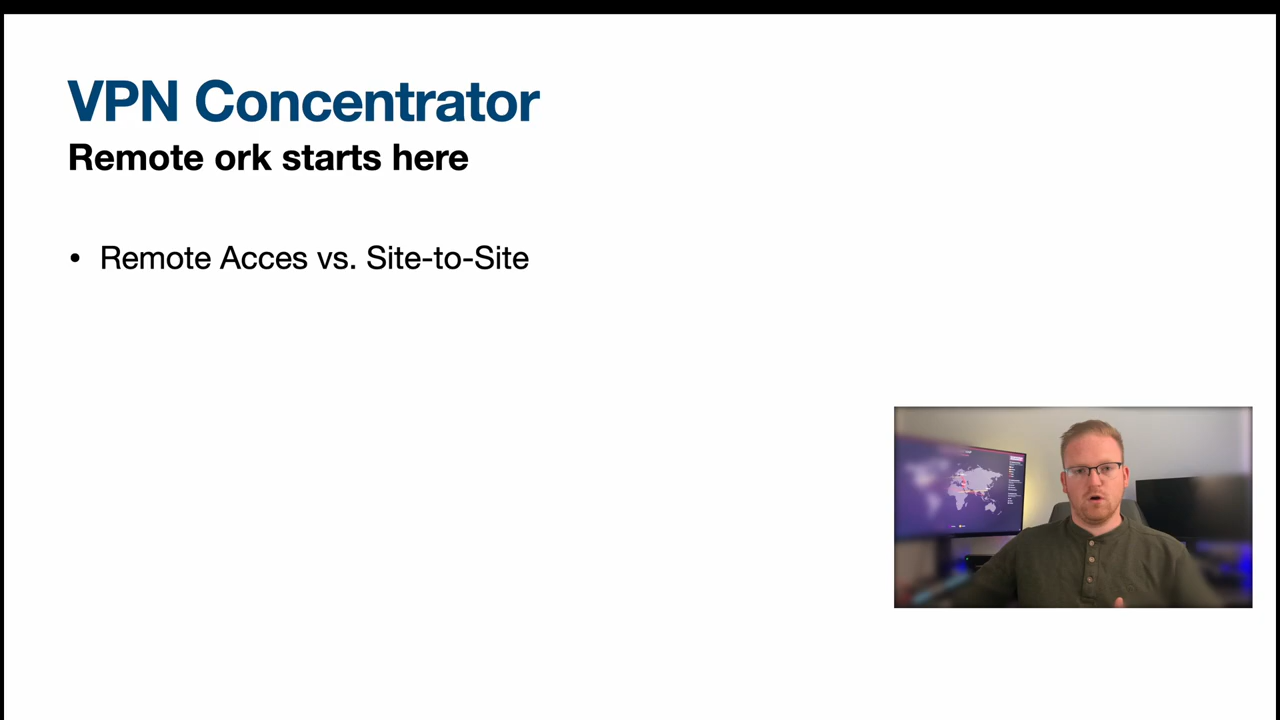 VPN Concentrator
Remote ork starts here
• Remote Acces vs. Site-to-Site